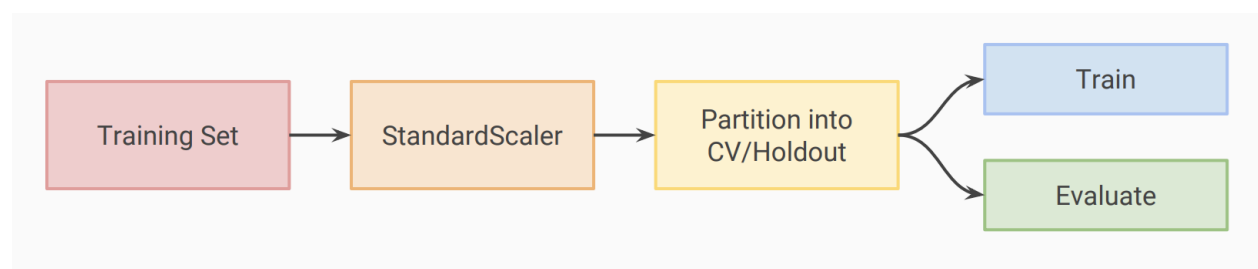 Training Set
StandardScaler
Partition into
CV/Holdout
Train
Evaluate